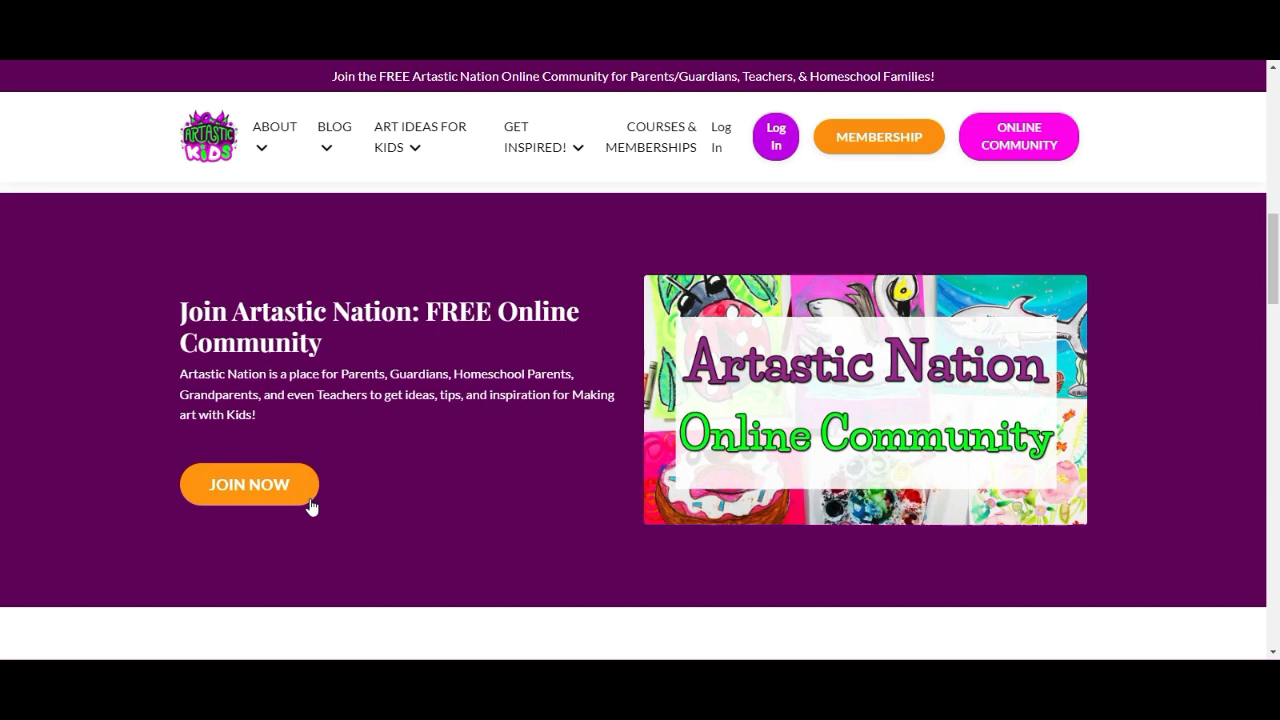 Join the FREE Artastic Nation Online Community for Parents/Guardians, Teachers, & Homeschool Families!
ARTASTIC
KIDS
ABOUT
BLOG
ART IDEAS FOR
KIDS
GET
INSPIRED!
COURSES &
MEMBERSHIPS
Log
In
Log
In
MEMBERSHIP
ONLINE
COMMUNITY
Join Artastic Nation: FREE Online
Community
Artastic Nation is a place for Parents, Guardians, Homeschool Parents,
Grandparents, and even Teachers to get ideas, tips, and inspiration for Making
art with Kids!
JOIN NOW
Artastic Nation
Online Community